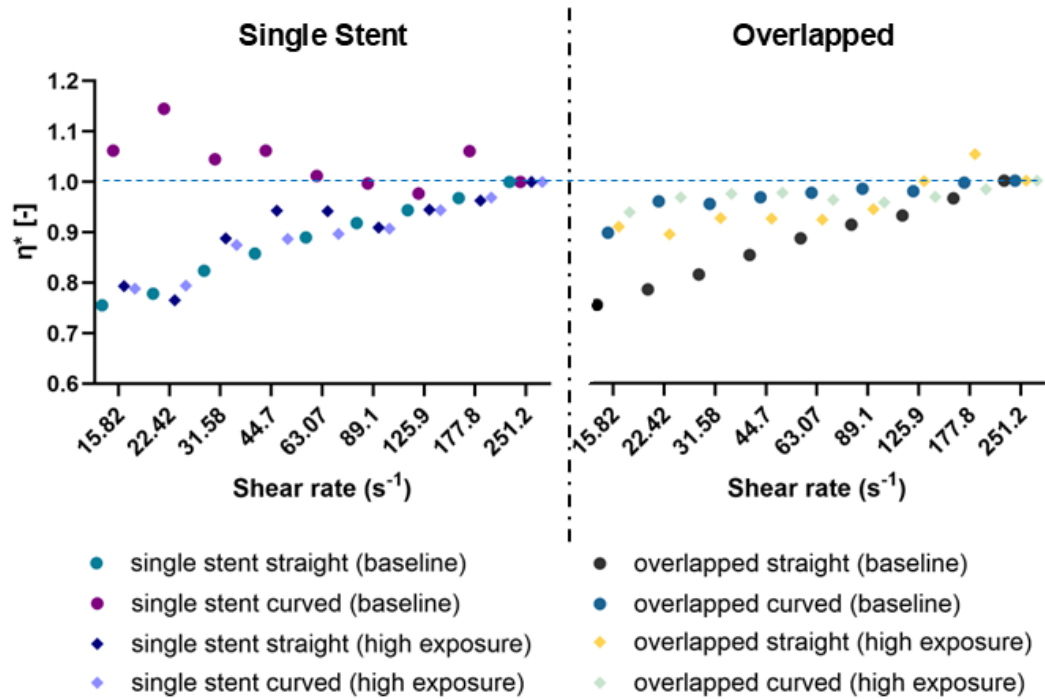 Single Stent
Overlapped
1.2
1.1
1.0
0.9
0.8
0.7
0.6
η* [-]
15.82
22.42
31.58
44.7
63.07
89.1
125.9
177.8
251.2
15.82
22.42
31.58
44.7
63.07
89.1
125.9
177.8
251.2
Shear rate (s⁻¹)
Shear rate (s⁻¹)
single stent straight (baseline)
single stent curved (baseline)
single stent straight (high exposure)
single stent curved (high exposure)
overlapped straight (baseline)
overlapped curved (baseline)
overlapped straight (high exposure)
overlapped curved (high exposure)